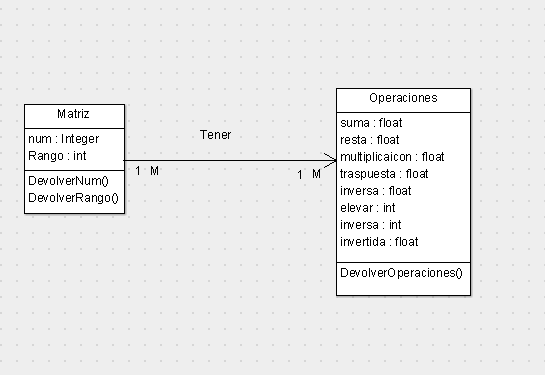 Matriz
num : Integer
Rango : int
DevolverNum()
DevolverRango()
Tener
1 M
1 M
Operaciones
suma : float
resta : float
multiplicaicon : float
traspuesta : float
inversa : float
elevar : int
inversa : int
invertida : float
DevolverOperaciones()